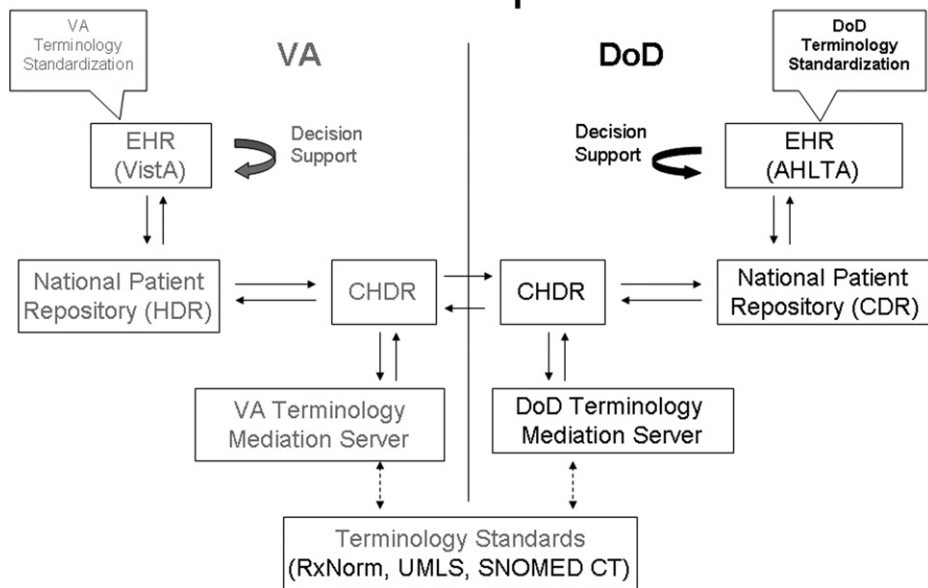 VA
Terminology
Standardization
VA
DoD
DoD
Terminology
Standardization
EHR
(VistA)
Decision
Support
Decision
Support
EHR
(AHLTA)
National Patient
Repository (HDR)
CHDR
CHDR
National Patient
Repository (CDR)
VA Terminology
Mediation Server
DoD Terminology
Mediation Server
Terminology Standards
(RxNorm, UMLS, SNOMED CT)